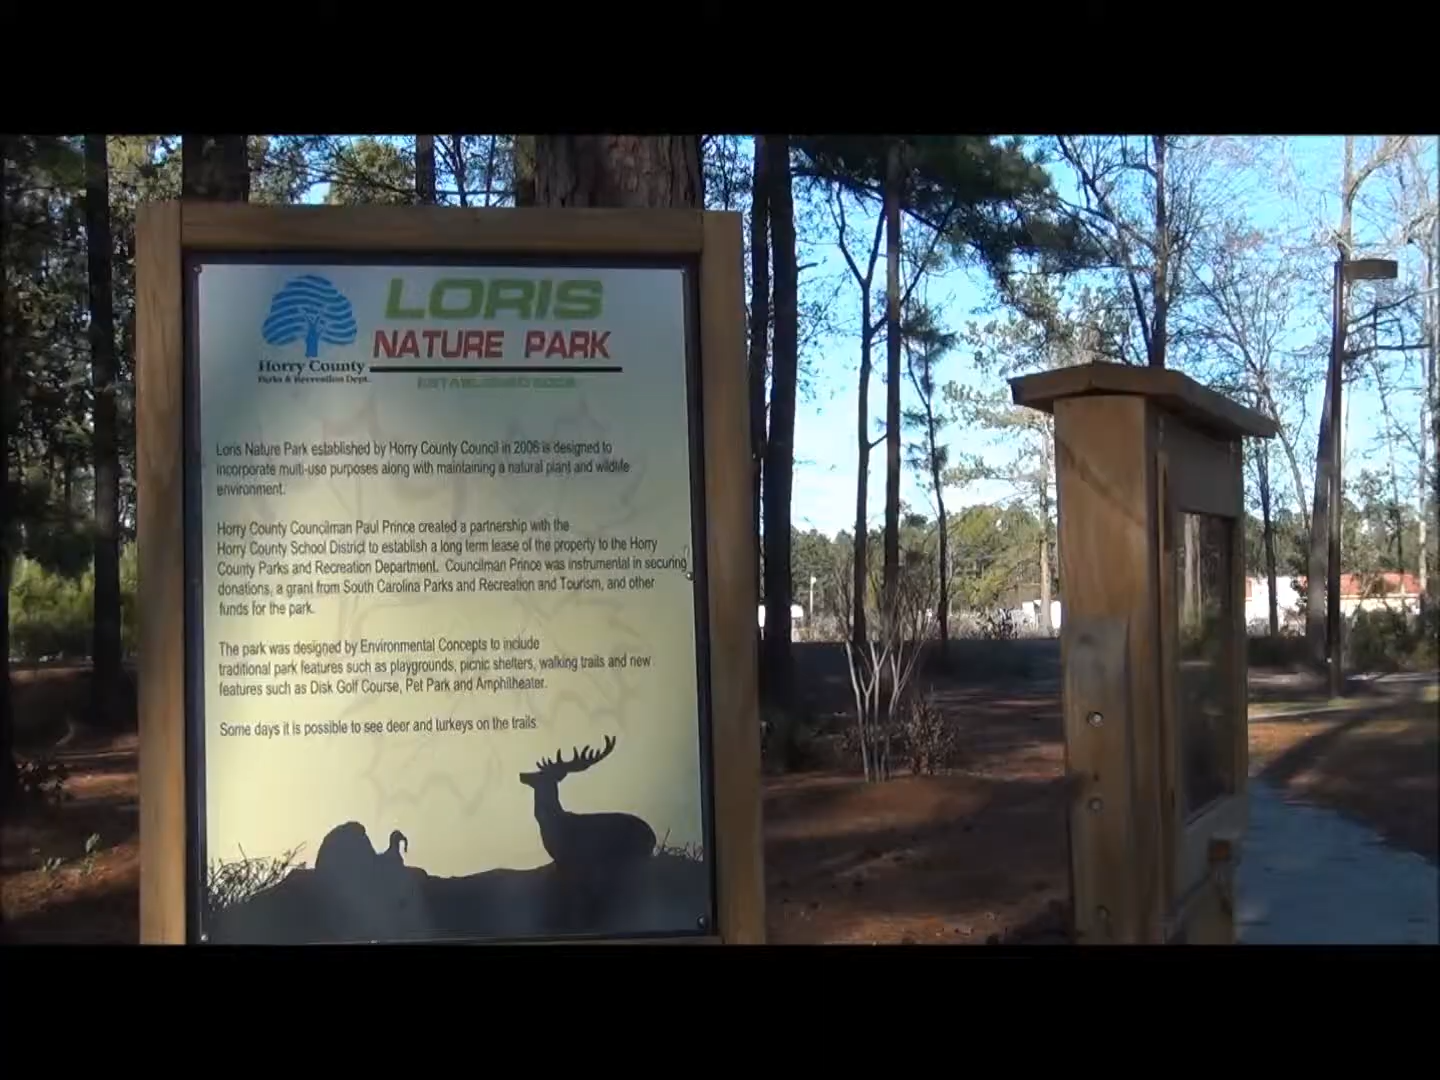 LORIS
NATURE PARK
Horry County
Parks & Recreation Dept.
ESTABLISHED
Loris Nature Park established by Horry County Council in 2006 is designed to
incorporate multi-use purposes along with maintaining a natural plant and wildlife
environment.
Horry County Councilman Paul Prince created a partnership with the
Horry County School District to establish a long term lease of the property to the Horry
County Parks and Recreation Department. Councilman Prince was instrumental in securing
donations, a grant from South Carolina Parks and Recreation and Tourism, and other
funds for the park.
The park was designed by Environmental Concepts to include
traditional park features such as playgrounds, picnic shelters, walking trails and new
features such as Disk Golf Course, Pet Park and Amphilheater.
Some days it is possible to see deer and turkeys on the trails.